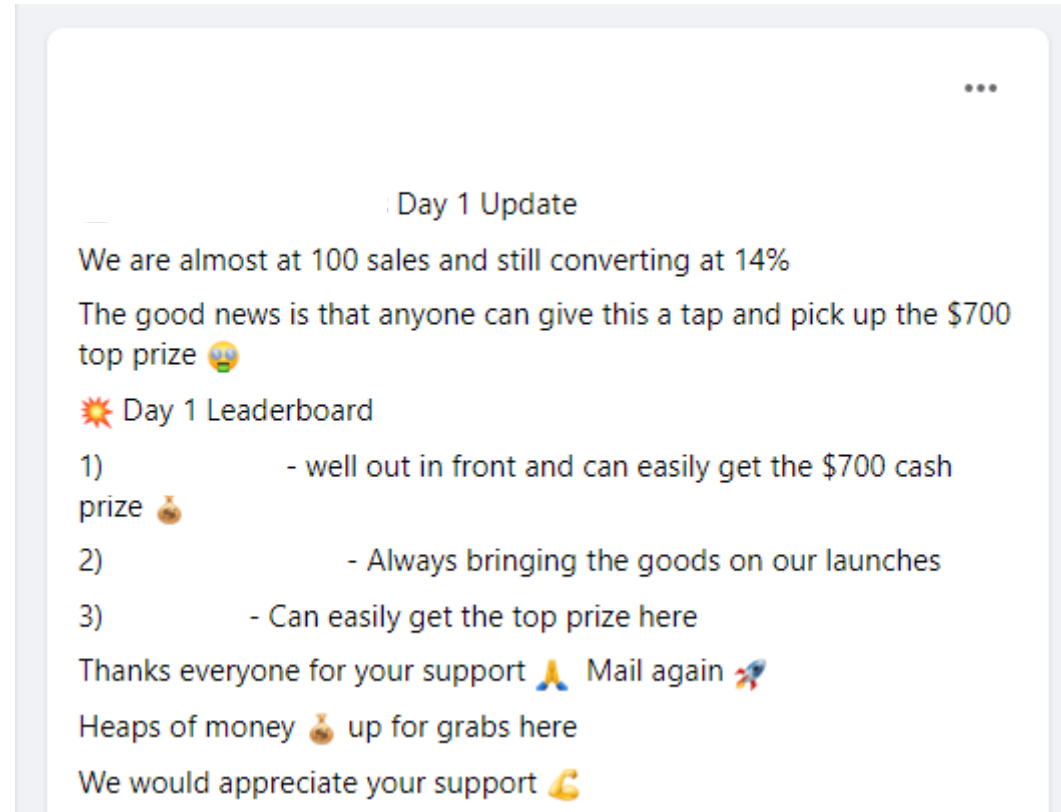 Day 1 Update
We are almost at 100 sales and still converting at 14%
The good news is that anyone can give this a tap and pick up the $700
top prize 🤑
💥 Day 1 Leaderboard
1) - well out in front and can easily get the $700 cash
prize 💰
2) - Always bringing the goods on our launches
3) - Can easily get the top prize here
Thanks everyone for your support 🙏 Mail again 🚀
Heaps of money 💰 up for grabs here
We would appreciate your support 💪